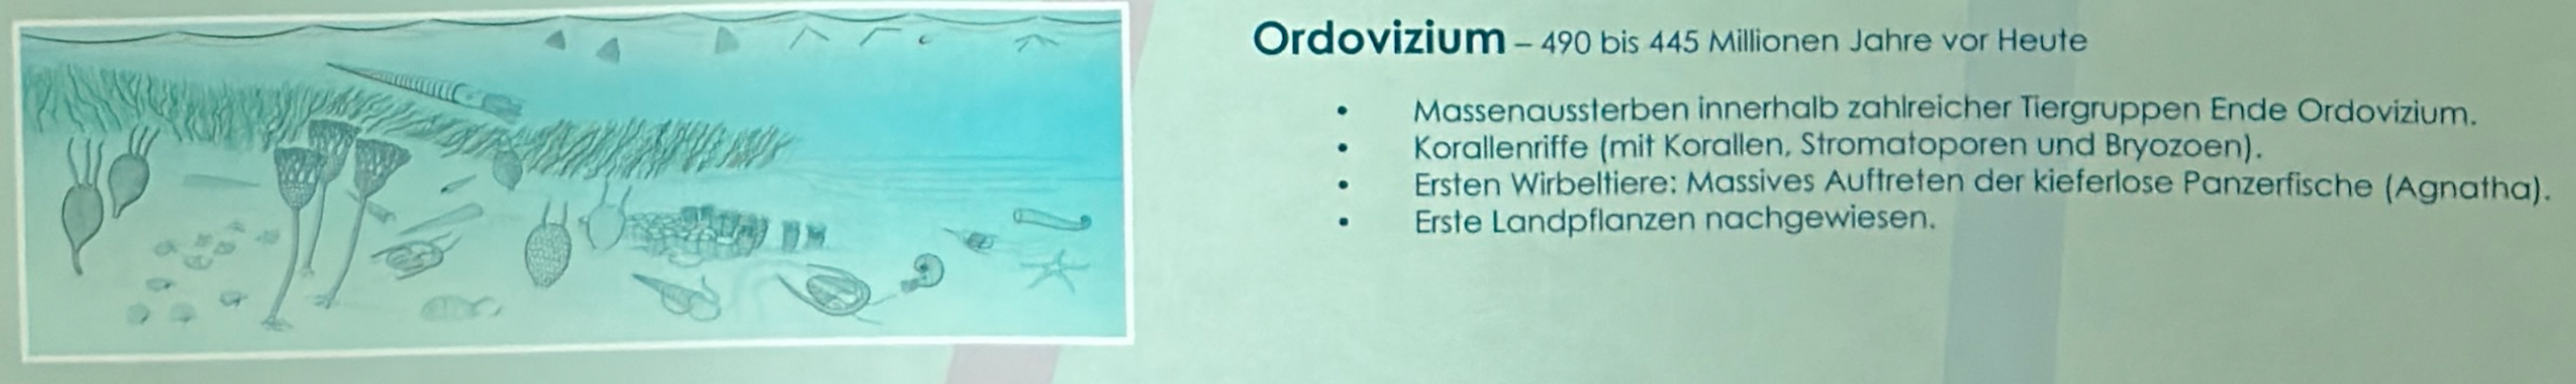 Ordovizium – 490 bis 445 Millionen Jahre vor Heute
• Massenaussterben innerhalb zahlreicher Tiergruppen Ende Ordovizium.
• Korallenriffe (mit Korallen, Stromatoporen und Bryozoen).
• Ersten Wirbeltiere: Massives Auftreten der kieferlose Panzerfische (Agnatha).
• Erste Landpflanzen nachgewiesen.